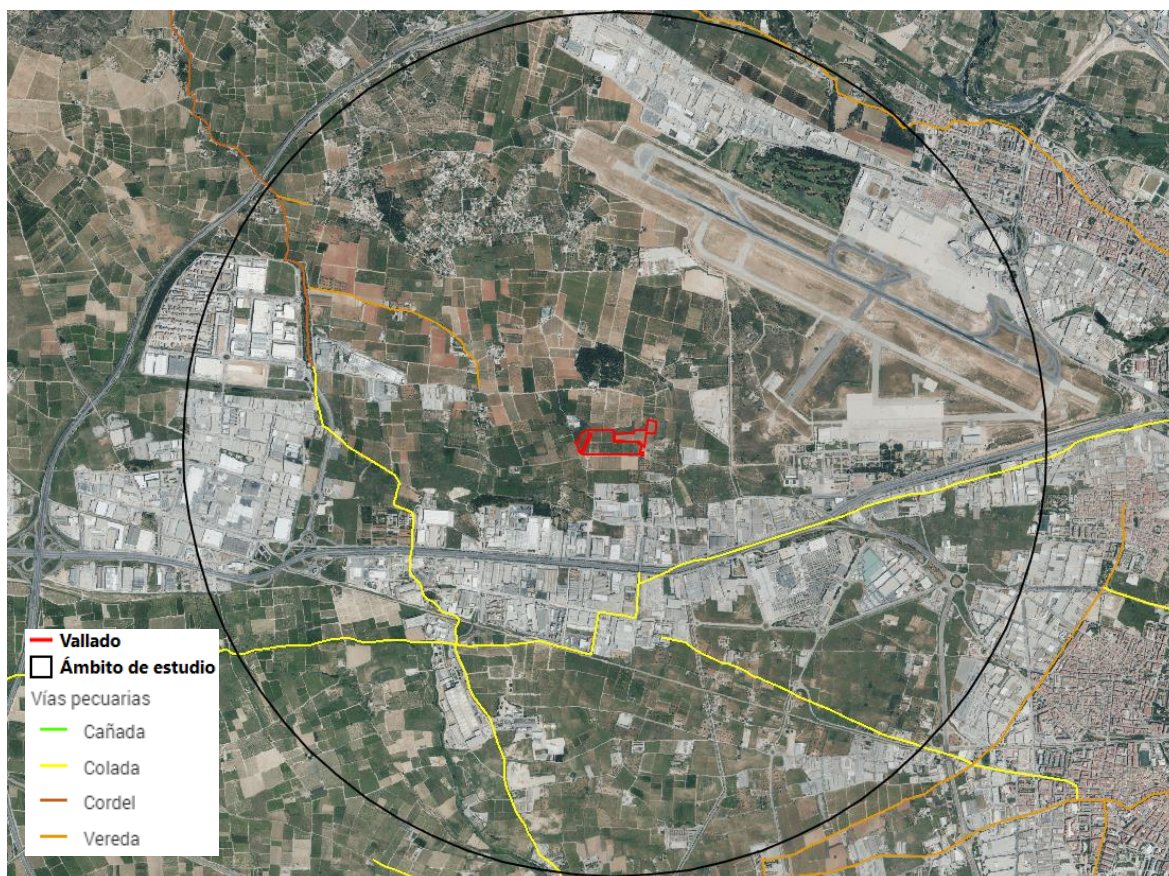 Vallado
Ámbito de estudio
Vías pecuarias
Cañada
Colada
Cordel
Vereda